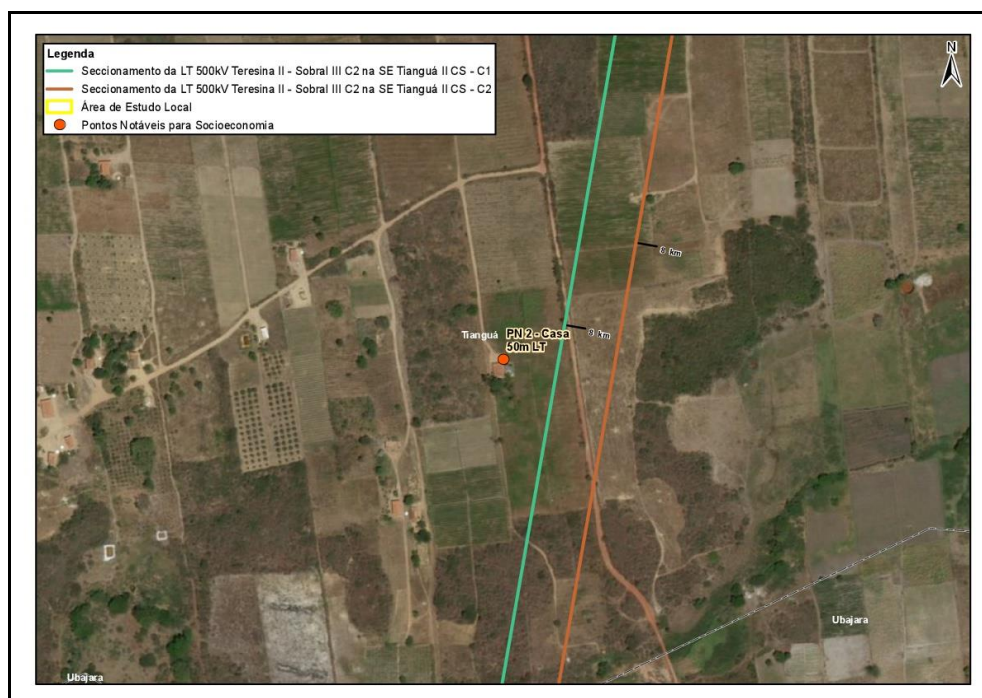 Legenda
Seccionamento da LT 500kV Teresina II - Sobral III C2 na SE Tianguá II CS - C1
Seccionamento da LT 500kV Teresina II - Sobral III C2 na SE Tianguá II CS - C2
Área de Estudo Local
Pontos Notáveis para Socioeconomia
N
8 km
8 km
Tianguá
PN 2 - Casa
50m LT
Ubajara
Ubajara